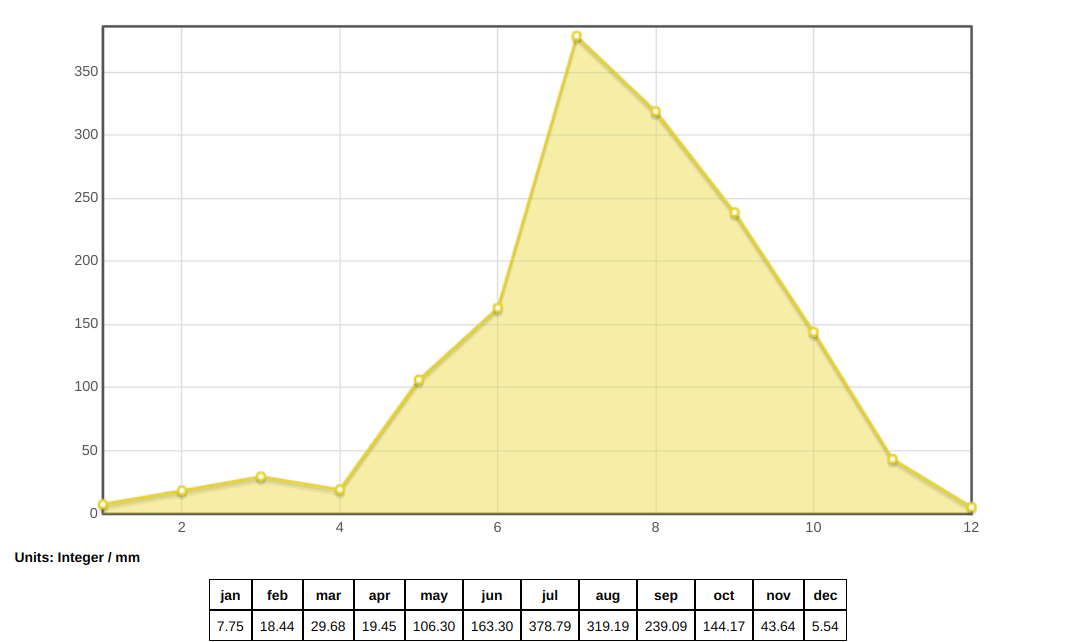 350
300
250
200
150
100
50
0
2 4 6 8 10 12
Units: Integer / mm
jan feb mar apr may jun jul aug sep oct nov dec
7.75 18.44 29.68 19.45 106.30 163.30 378.79 319.19 239.09 144.17 43.64 5.54